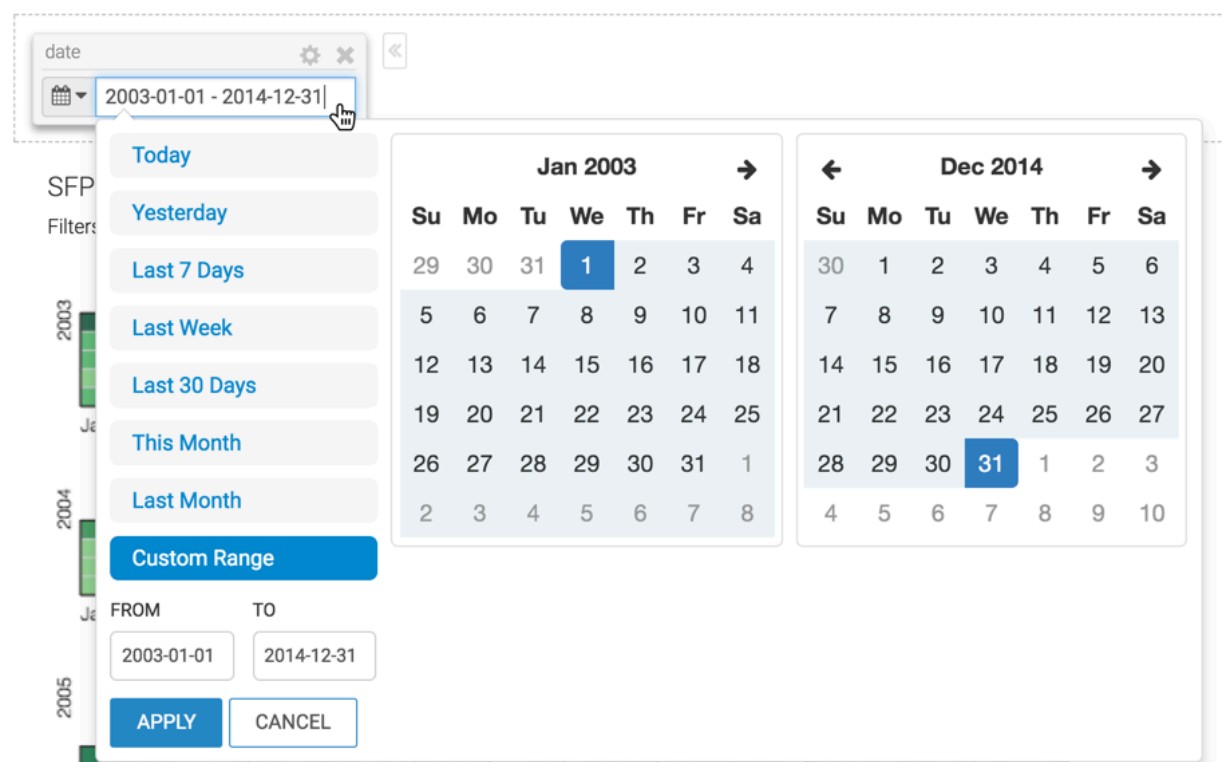 date
2003-01-01 - 2014-12-31
SFP
Filters
2003
Ja
2004
Ja
2005
Today
Yesterday
Last 7 Days
Last Week
Last 30 Days
This Month
Last Month
Custom Range
FROM TO
2003-01-01 2014-12-31
APPLY CANCEL
Jan 2003
Su Mo Tu We Th Fr Sa
29 30 31 1 2 3 4
5 6 7 8 9 10 11
12 13 14 15 16 17 18
19 20 21 22 23 24 25
26 27 28 29 30 31 1
2 3 4 5 6 7 8
Dec 2014
Su Mo Tu We Th Fr Sa
30 1 2 3 4 5 6
7 8 9 10 11 12 13
14 15 16 17 18 19 20
21 22 23 24 25 26 27
28 29 30 31 1 2 3
4 5 6 7 8 9 10